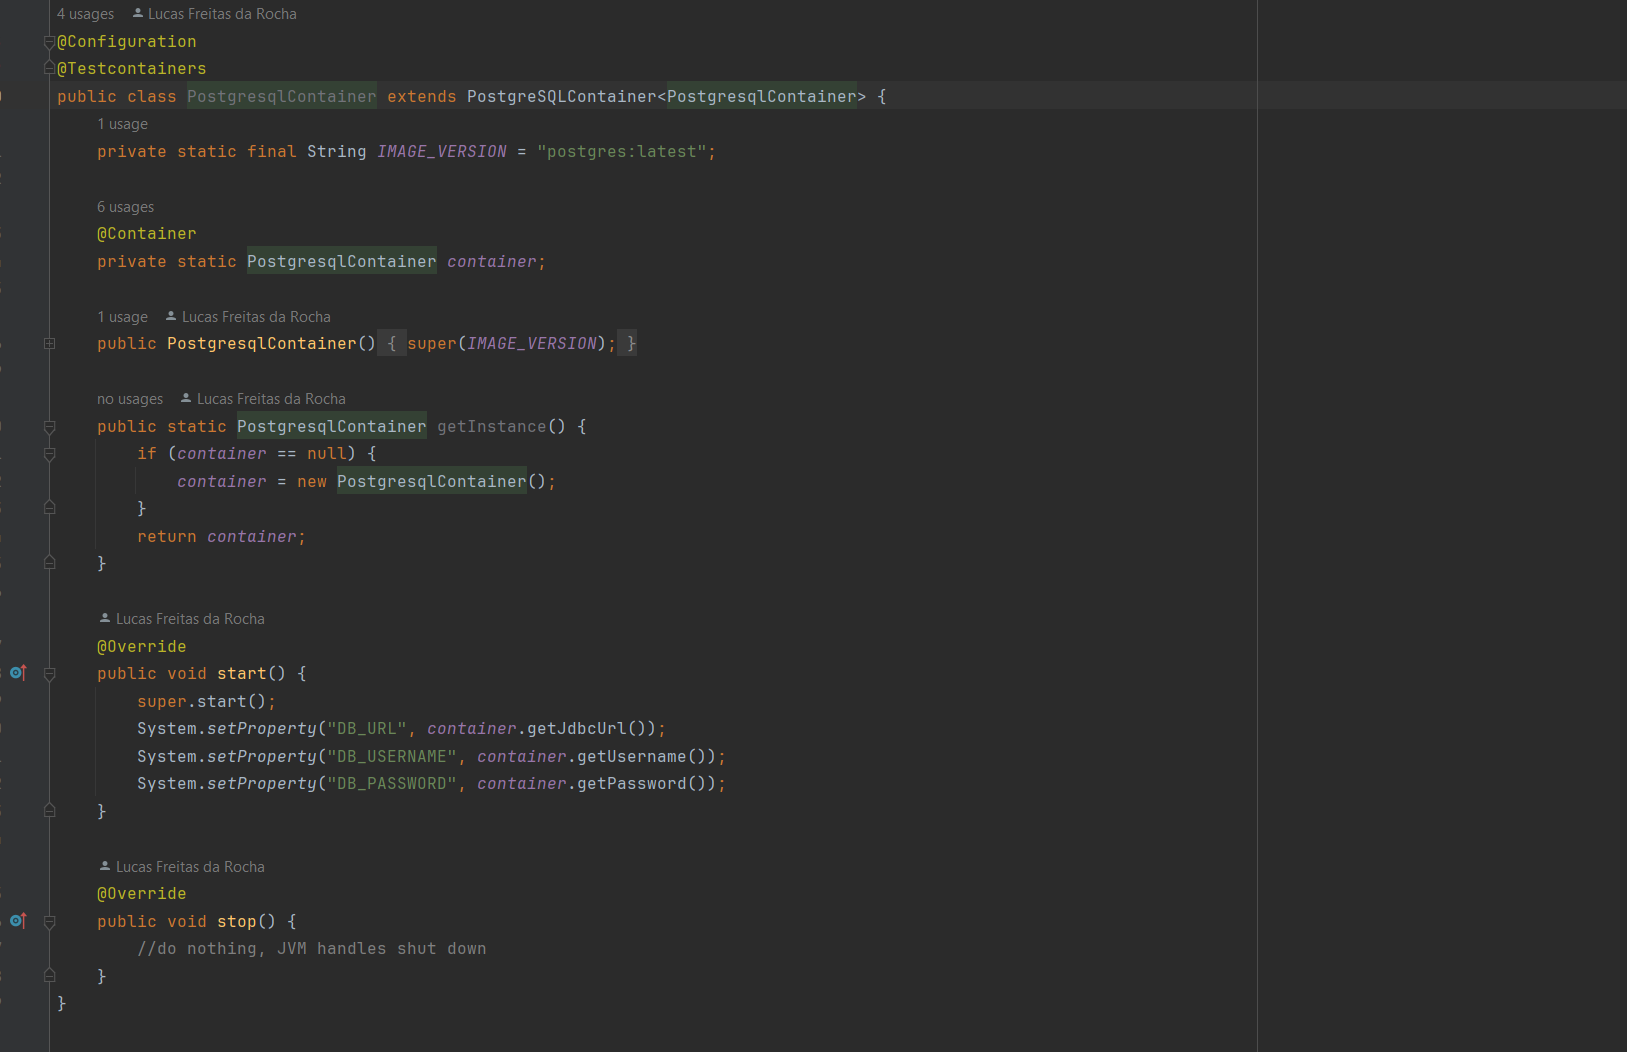 4 usages Lucas Freitas da Rocha
@Configuration
@Testcontainers
public class PostgresqlContainer extends PostgreSQLContainer<PostgresqlContainer> {
1 usage
private static final String IMAGE_VERSION = "postgres:latest";
6 usages
@Container
private static PostgresqlContainer container;
1 usage Lucas Freitas da Rocha
public PostgresqlContainer() { super(IMAGE_VERSION); }
no usages Lucas Freitas da Rocha
public static PostgresqlContainer getInstance() {
if (container == null) {
container = new PostgresqlContainer();
}
return container;
}
Lucas Freitas da Rocha
@Override
public void start() {
super.start();
System.setProperty("DB_URL", container.getJdbcUrl());
System.setProperty("DB_USERNAME", container.getUsername());
System.setProperty("DB_PASSWORD", container.getPassword());
}
Lucas Freitas da Rocha
@Override
public void stop() {
//do nothing, JVM handles shut down
}
}